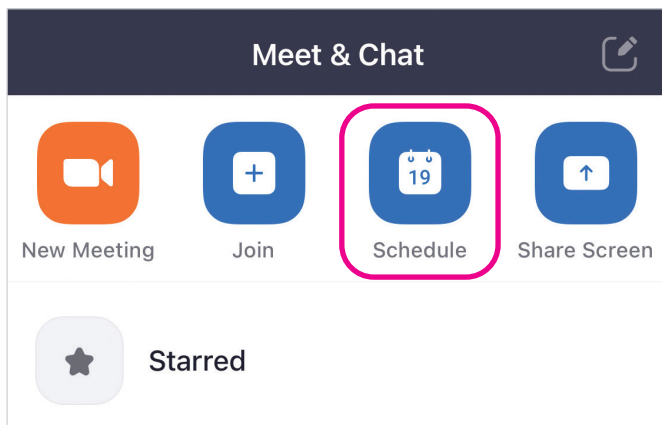 Meet & Chat
19
New Meeting
Join
Schedule
Share Screen
Starred